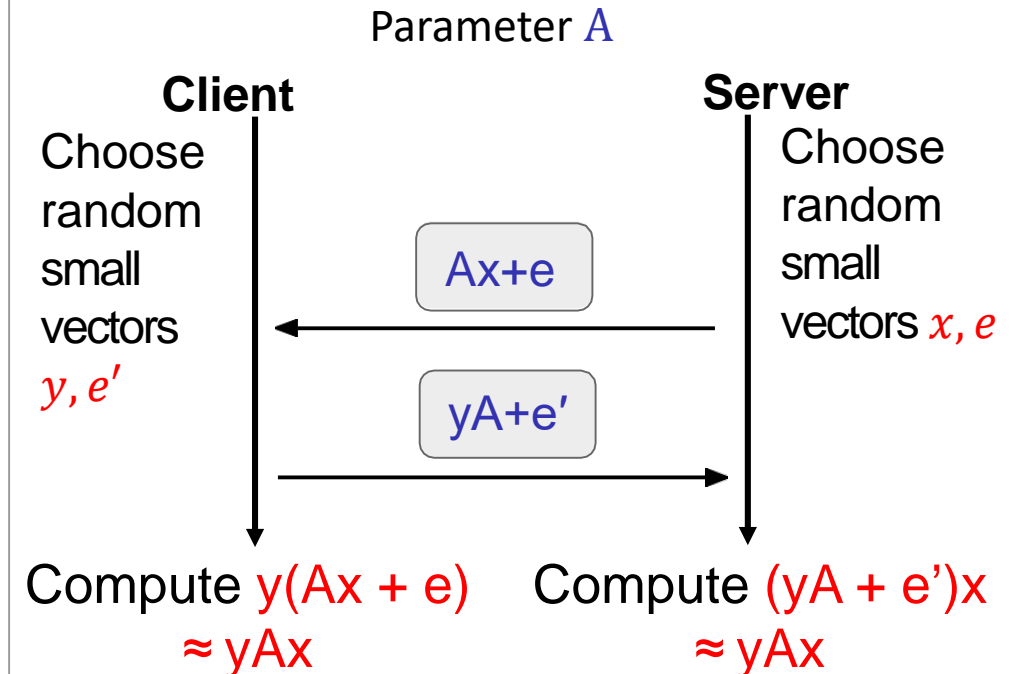 Parameter A
Client
Server
Choose
random
small
vectors
y, e′
Choose
random
small
vectors x, e
Ax+e
yA+e′
Compute y(Ax + e)
≈ yAx
Compute (yA + e’)x
≈ yAx